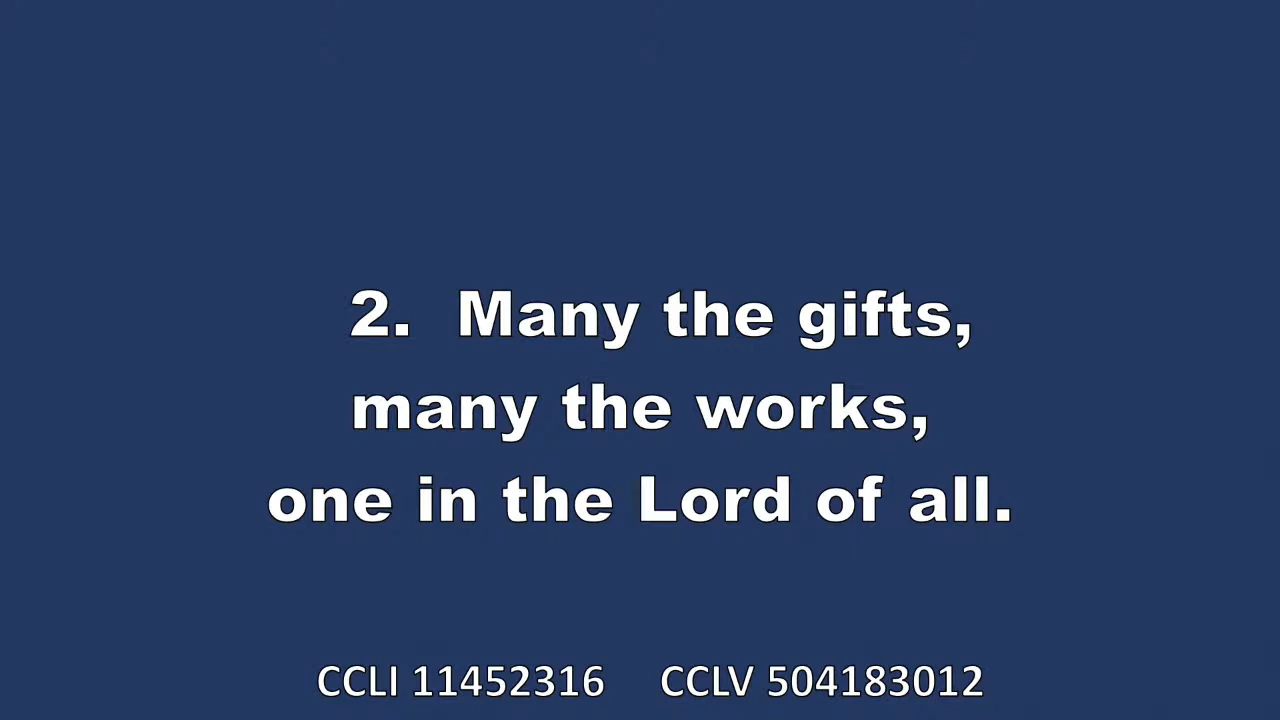 2. Many the gifts,
many the works,
one in the Lord of all.
CCLI 11452316 CCLV 504183012